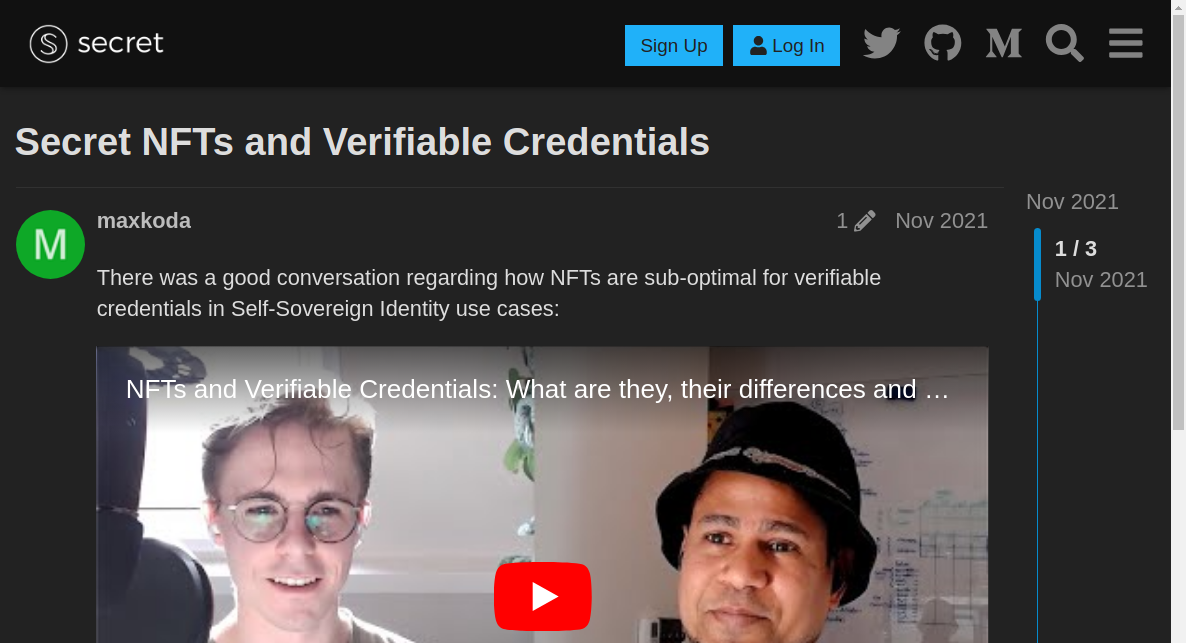 secret
Sign Up
Log In
Secret NFTs and Verifiable Credentials
Nov 2021
M
maxkoda
1
Nov 2021
1 / 3
Nov 2021
There was a good conversation regarding how NFTs are sub-optimal for verifiable
credentials in Self-Sovereign Identity use cases:
NFTs and Verifiable Credentials: What are they, their differences and …